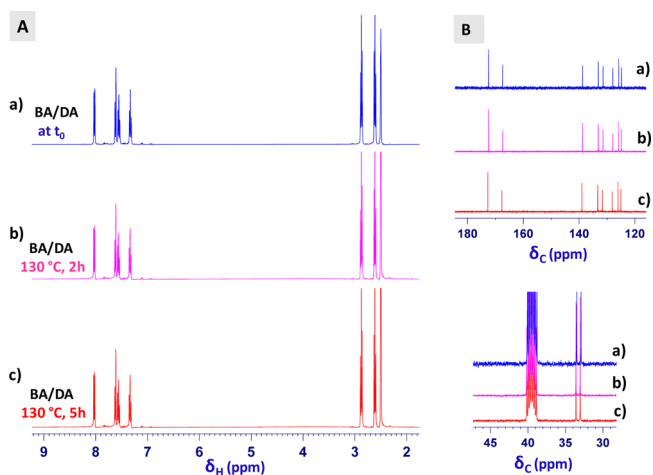 A
a)
BA/DA
at t0
b)
BA/DA
130 °C, 2h
c)
BA/DA
130 °C, 5h
9 8 7 6 5 4 3 2
δH (ppm)
B
a)
b)
c)
180 160 140 120
δC (ppm)
a)
b)
c)
45 40 35 30
δC (ppm)